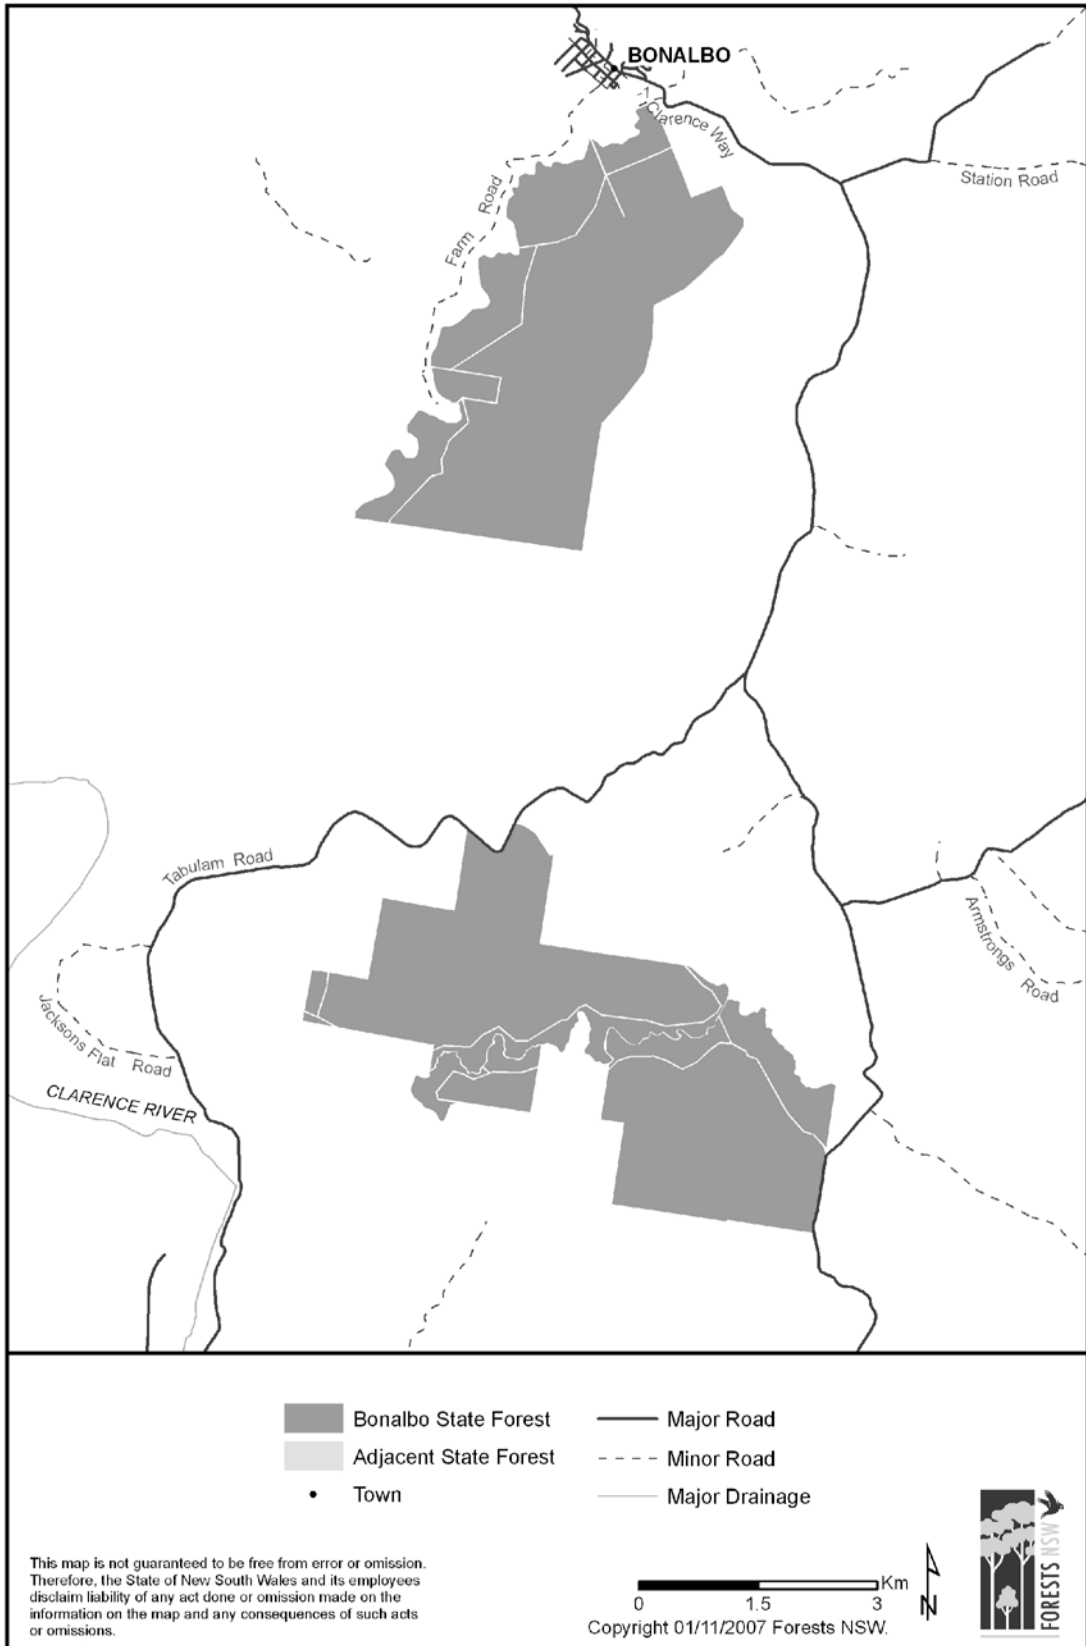 BONALBO
Clarence Way
Station Road
Farm Road
Tabulam Road
Armstrongs Road
Jacksons Flat Road
CLARENCE RIVER
Bonalbo State Forest
Major Road
Adjacent State Forest
Minor Road
Town
Major Drainage
This map is not guaranteed to be free from error or omission.
Therefore, the State of New South Wales and its employees
disclaim liability of any act done or omission made on the
information on the map and any consequences of such acts
or omissions.
Km
0 1.5 3
N
Copyright 01/11/2007 Forests NSW.
FORESTS NSW